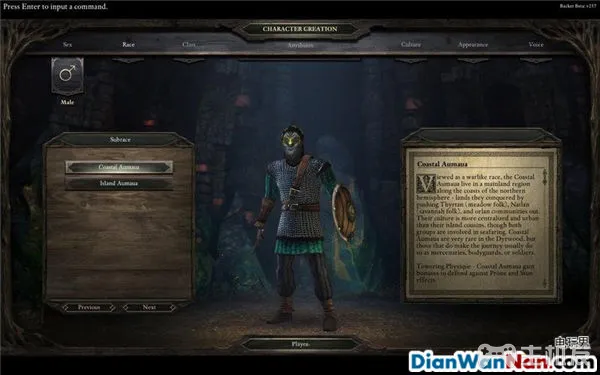 Press Enter to input a command.
Backer Beta: v257
CHARACTER CREATION
Sex
Race
Class
Attributes
Culture
Appearance
Voice
Male
Subrace
Coastal Aumaua
Island Aumaua
Previous
Next
Coastal Aumaua
Viewed as a warlike race, the Coastal
Aumaua live in a mainland region
along the coasts of the northern
hemisphere - lands they conquered by
pushing Thyrtan (meadow folk),
(savannah folk), and orlan communities out.
Their culture is more centralized and urban
than their island cousins, though both
groups are involved in seafaring. Coastal
Aumaua are very rare in the Dyrwood, but
those that do make the journey usually do
so as mercenaries, bodyguards, or soldiers.
Towering Physique - Coastal Aumaua gain
bonuses to defend against Prone and Stun
effects.
Player
电玩男
DianWanNan.com